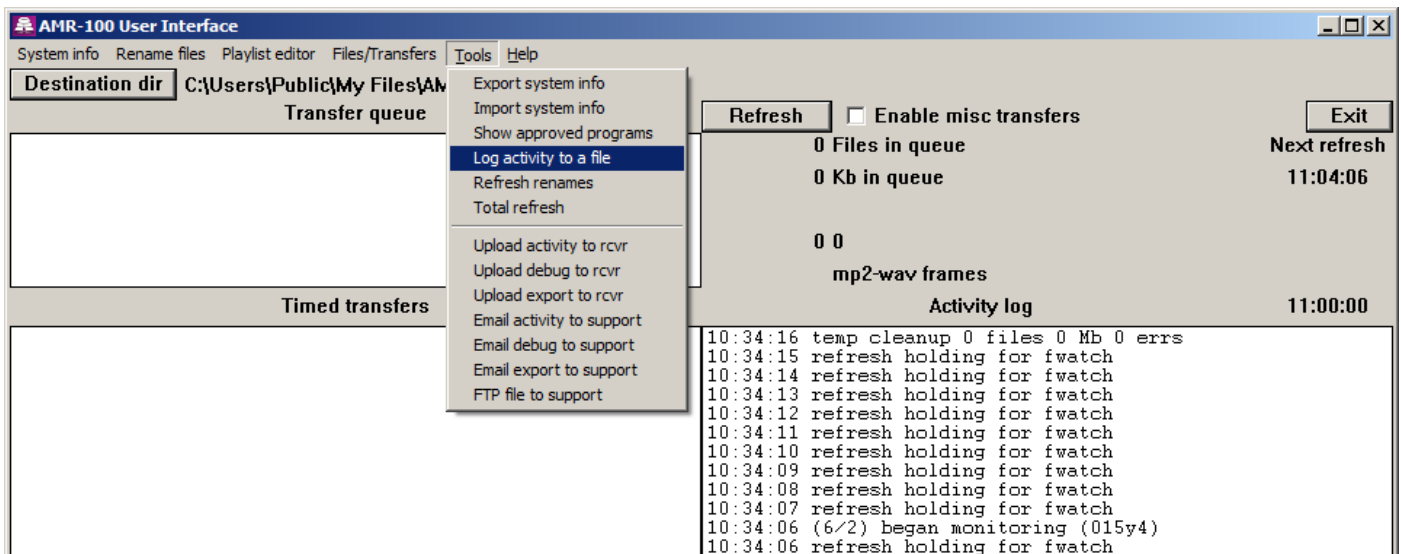 AMR-100 User Interface
System info Rename files Playlist editor Files/Transfers Tools Help
Destination dir C:\Users\Public\My Files\AM
Transfer queue
Export system info
Import system info
Show approved programs
Log activity to a file
Refresh renames
Total refresh
Upload activity to rcvr
Upload debug to rcvr
Upload export to rcvr
Email activity to support
Email debug to support
Email export to support
FTP file to support
Refresh Enable misc transfers Exit
0 Files in queue Next refresh
0 Kb in queue 11:04:06
0 0
mp2-wav frames
Timed transfers
Activity log 11:00:00
10:34:16 temp cleanup 0 files 0 Mb 0 errs
10:34:15 refresh holding for fwatch
10:34:14 refresh holding for fwatch
10:34:13 refresh holding for fwatch
10:34:12 refresh holding for fwatch
10:34:11 refresh holding for fwatch
10:34:10 refresh holding for fwatch
10:34:09 refresh holding for fwatch
10:34:08 refresh holding for fwatch
10:34:07 refresh holding for fwatch
10:34:06 (6/2) began monitoring (015y4)
10:34:06 refresh holding for fwatch